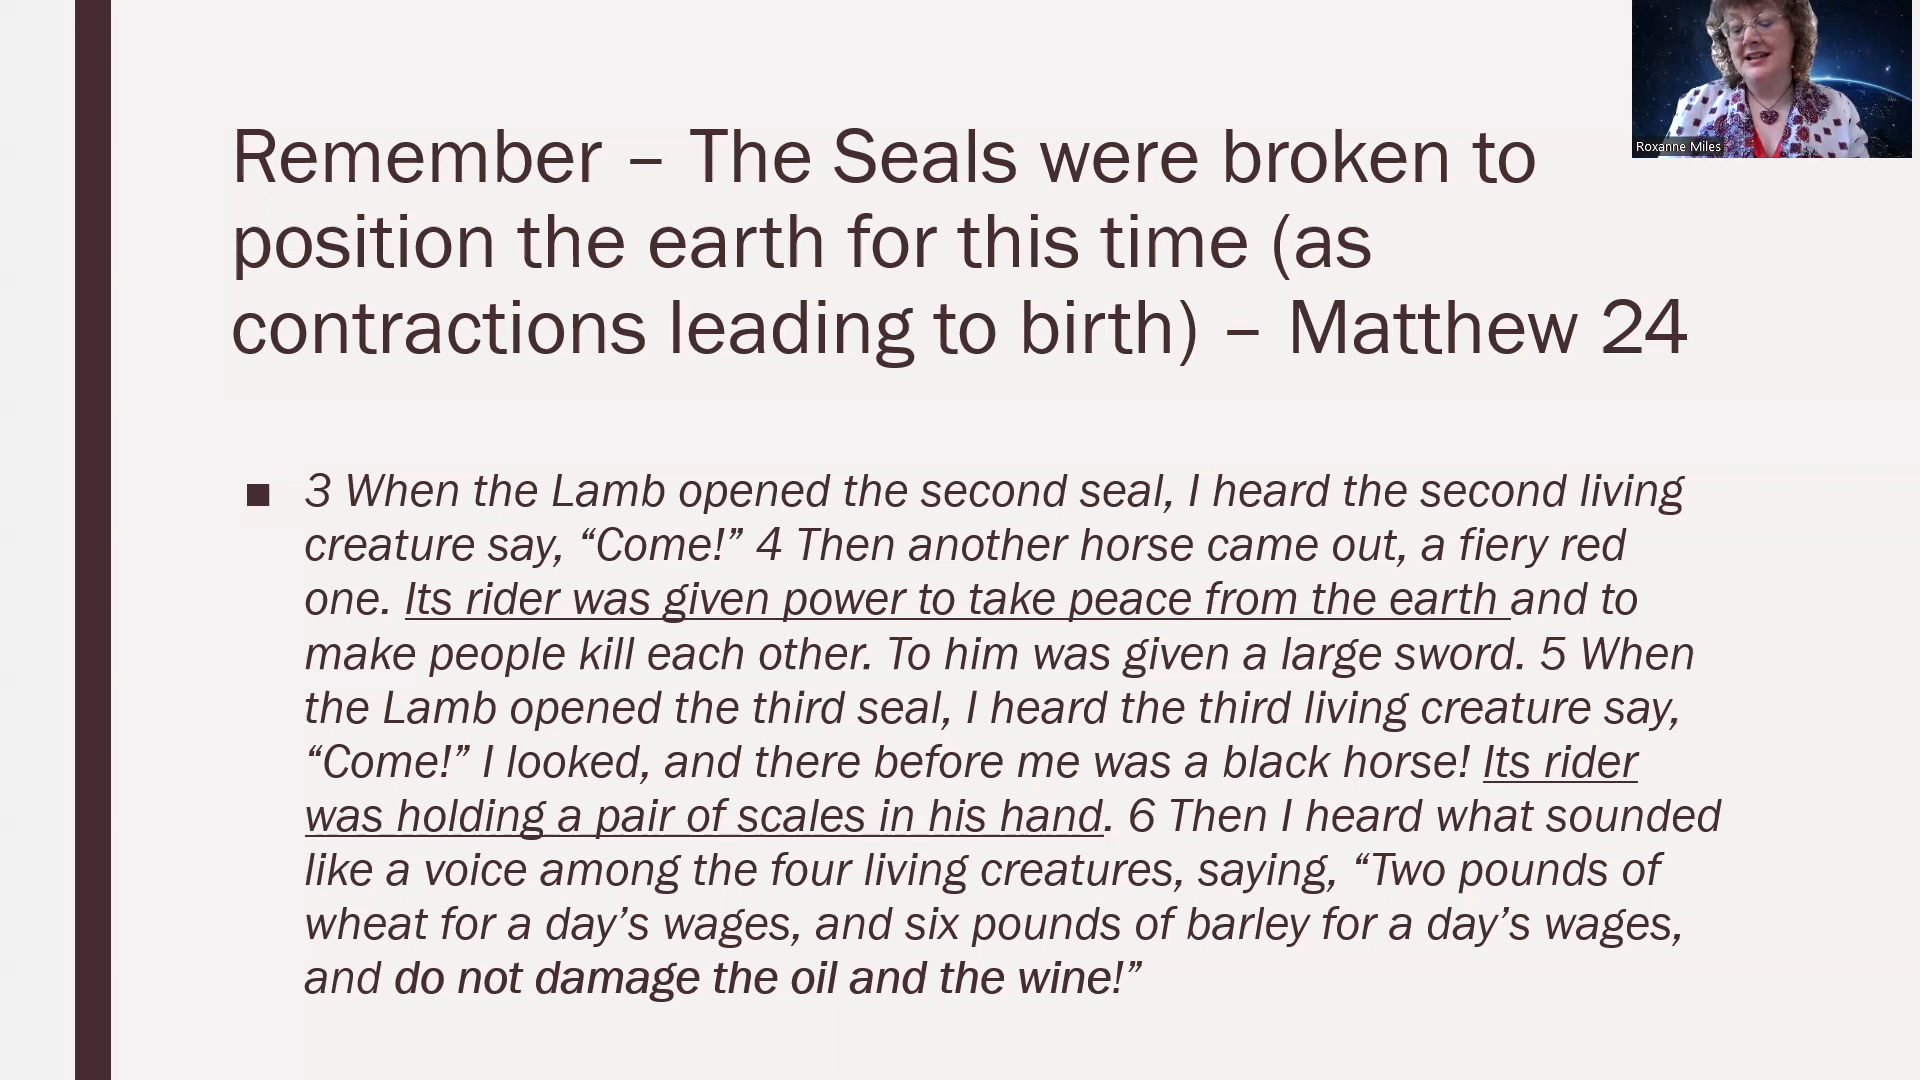 Roxanne Miles
Remember – The Seals were broken to
position the earth for this time (as
contractions leading to birth) – Matthew 24
■ 3 When the Lamb opened the second seal, I heard the second living
creature say, “Come!” 4 Then another horse came out, a fiery red
one. Its rider was given power to take peace from the earth and to
make people kill each other. To him was given a large sword. 5 When
the Lamb opened the third seal, I heard the third living creature say,
“Come!” I looked, and there before me was a black horse! Its rider
was holding a pair of scales in his hand. 6 Then I heard what sounded
like a voice among the four living creatures, saying, “Two pounds of
wheat for a day’s wages, and six pounds of barley for a day’s wages,
and do not damage the oil and the wine!”